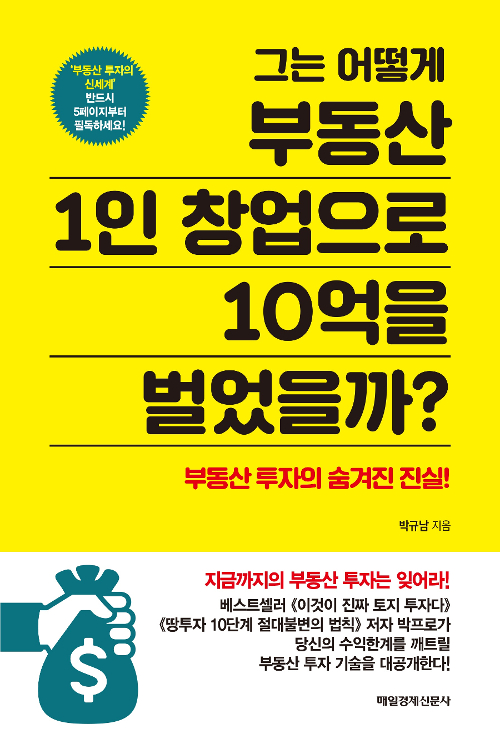 '부동산 투자의
신세계'
반드시
5페이지부터
필독하세요!
그는 어떻게
부동산
1인 창업으로
10억을
벌었을까?
부동산 투자의 숨겨진 진실!
박규남 지음
지금까지의 부동산 투자는 잊어라!
베스트셀러 《이것이 진짜 토지 투자다》
《땅투자 10단계 절대불변의 법칙》 저자 박프로가
당신의 수익한계를 깨트릴
부동산 투자 기술을 대공개한다!
$
매일경제신문사